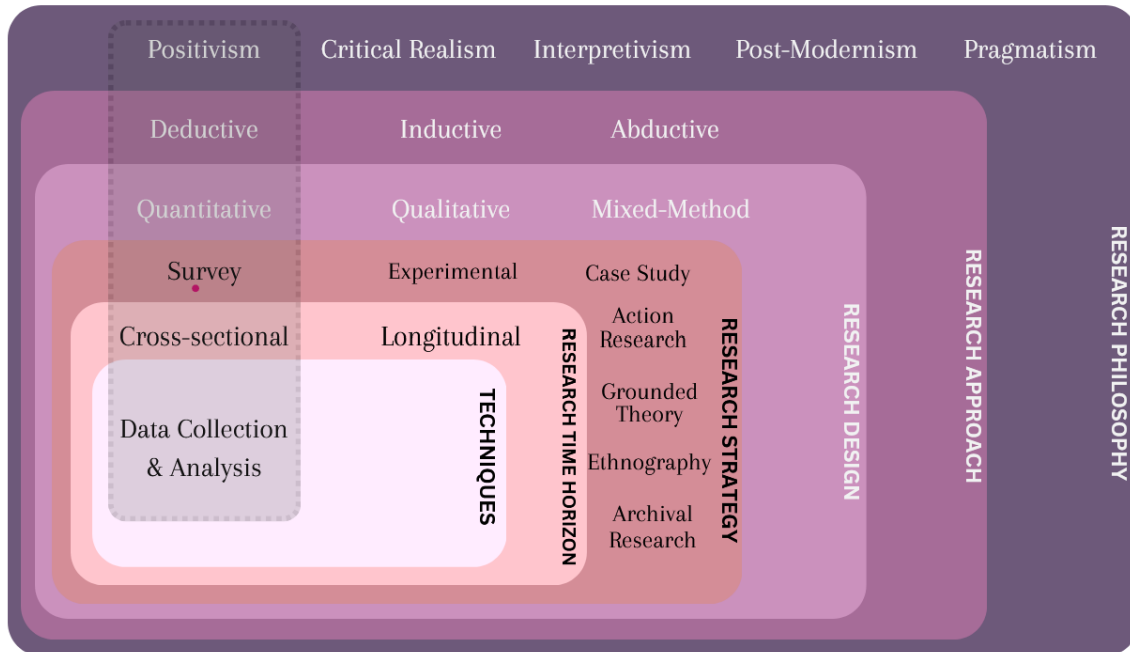 Positivism Critical Realism Interpretivism Post-Modernism Pragmatism
Deductive Inductive Abductive
Quantitative Qualitative Mixed-Method
Survey Experimental Case Study
Action
Research
Cross-sectional Longitudinal
Grounded
Theory
Ethnography
Archival
Research
Data Collection
& Analysis
TECHNIQUES
RESEARCH TIME HORIZON
RESEARCH STRATEGY
RESEARCH DESIGN
RESEARCH APPROACH
RESEARCH PHILOSOPHY